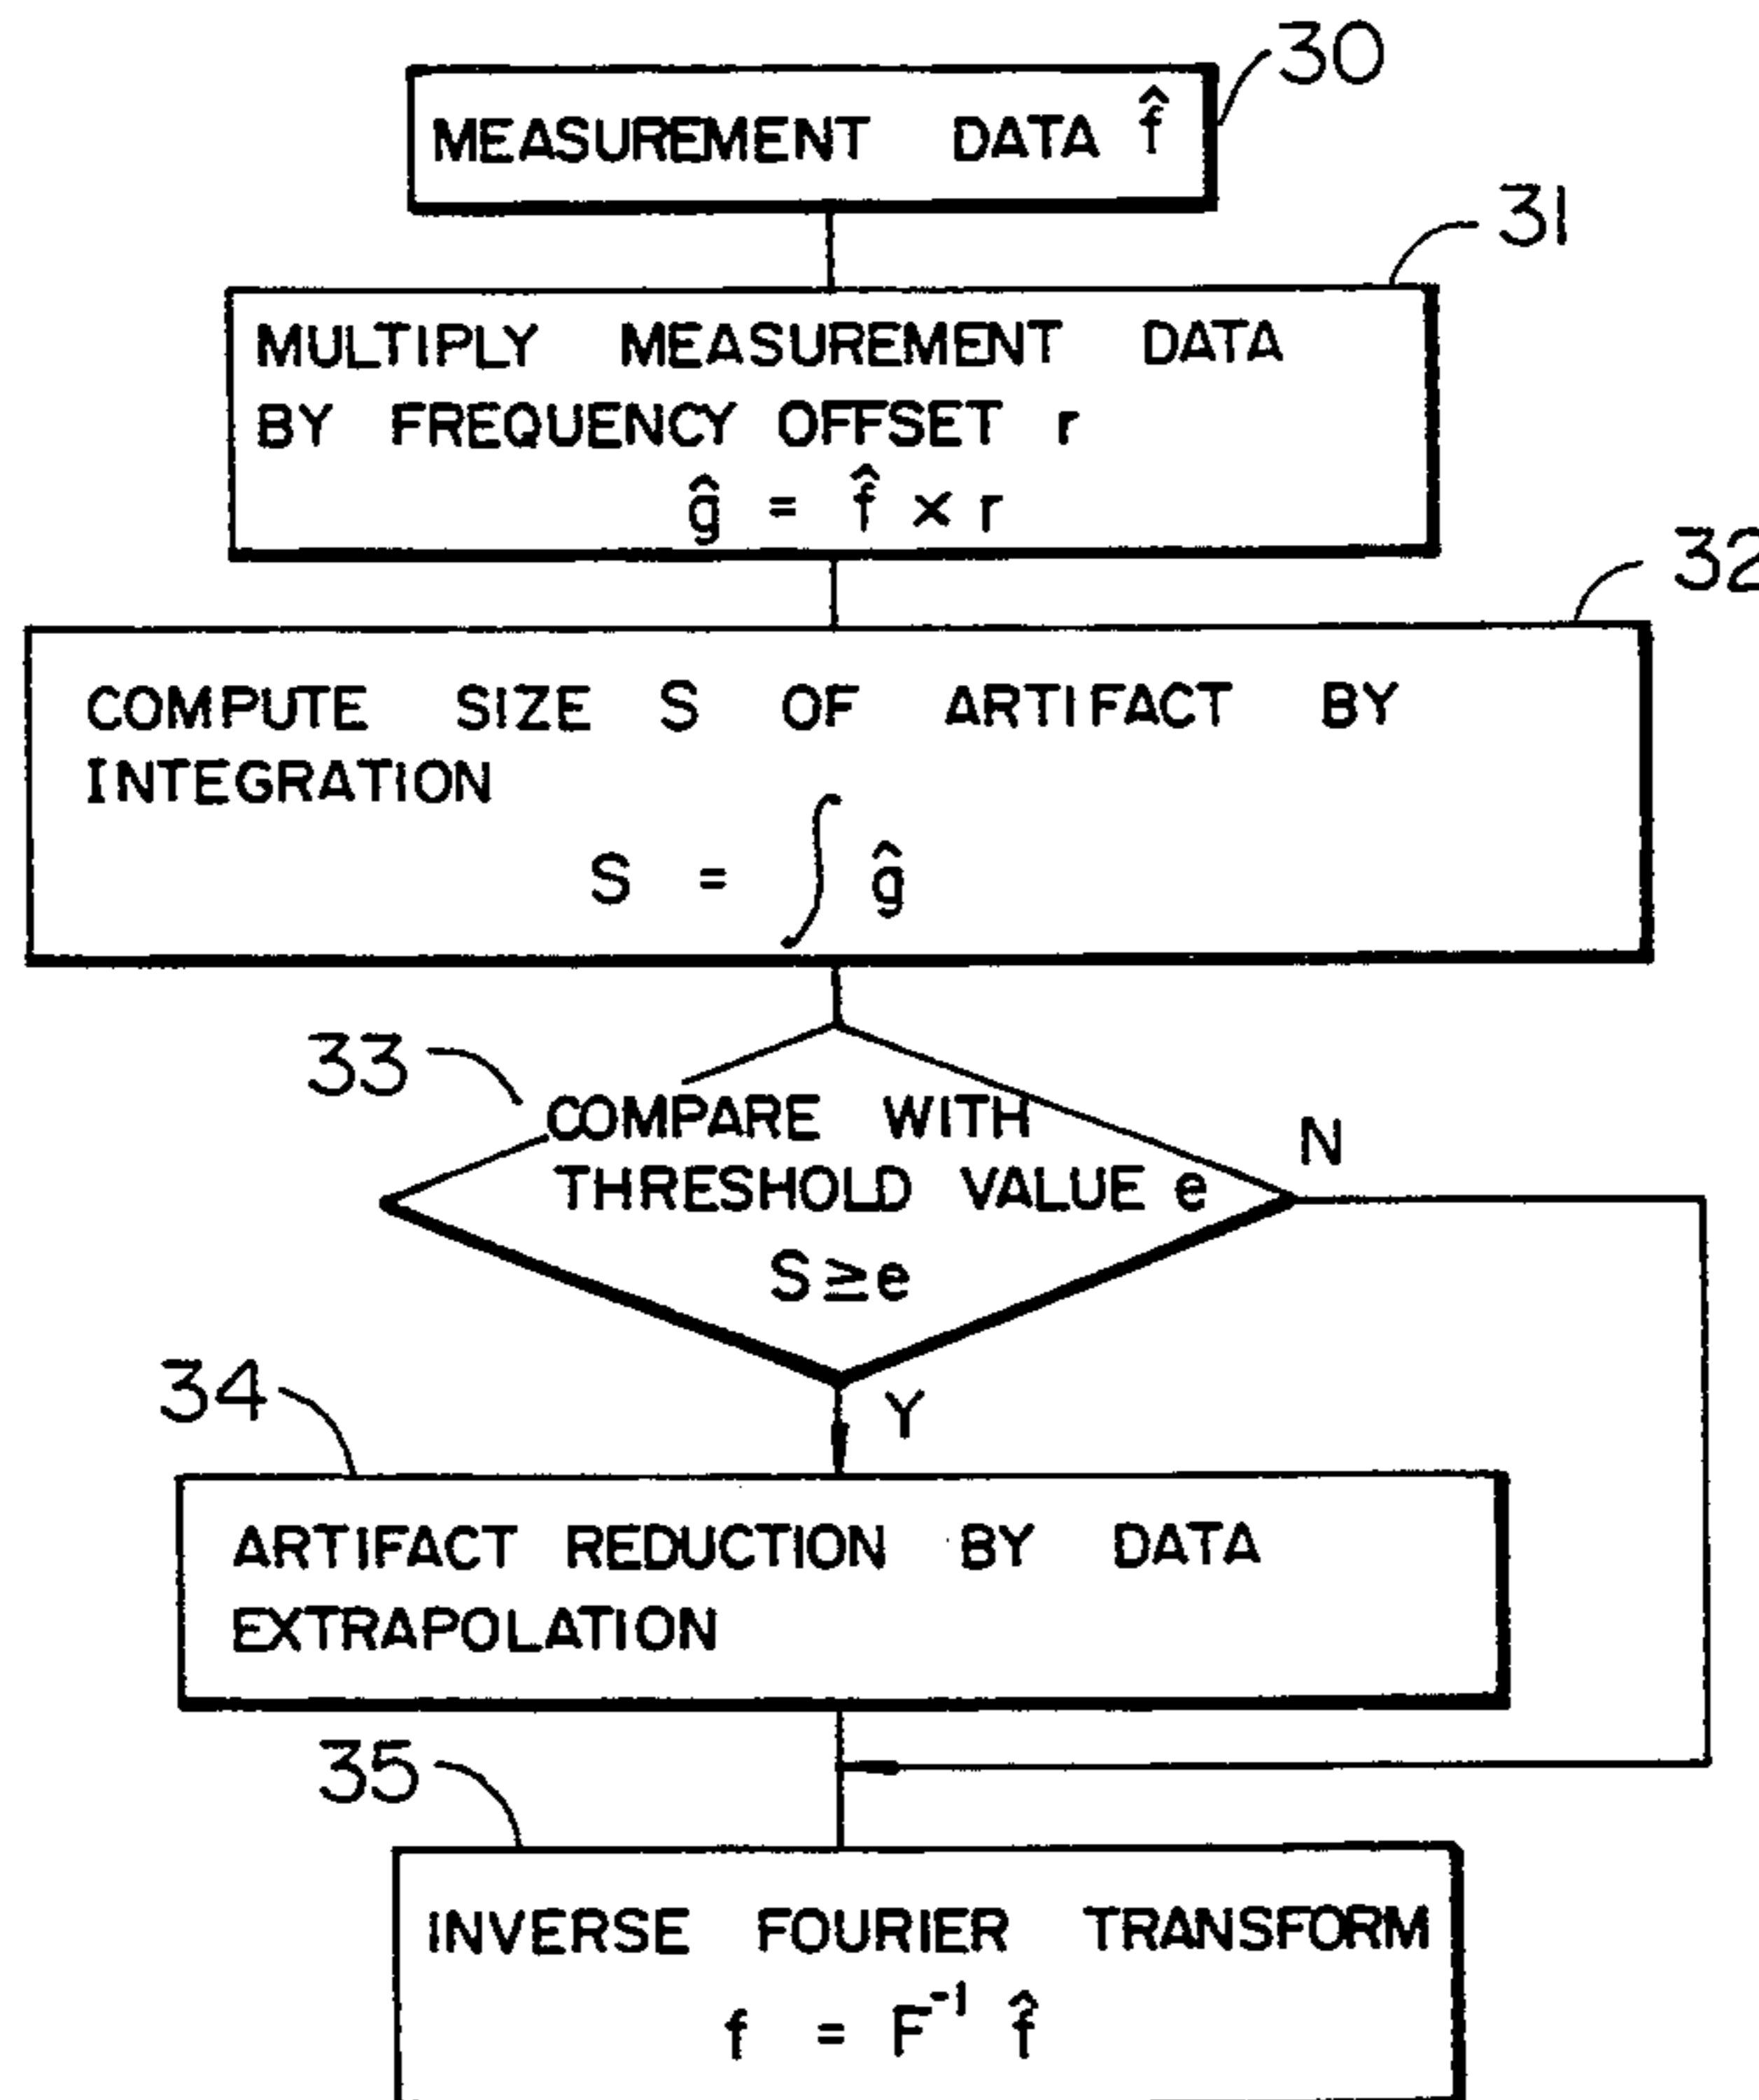 30
MEASUREMENT DATA f̂
31
MULTIPLY MEASUREMENT DATA
BY FREQUENCY OFFSET r
ĝ = f̂ × r
32
COMPUTE SIZE S OF ARTIFACT BY
INTEGRATION
S = ∫ ĝ
33
COMPARE WITH
THRESHOLD VALUE e
S≥e
N
Y
34
ARTIFACT REDUCTION BY DATA
EXTRAPOLATION
35
INVERSE FOURIER TRANSFORM
f = F⁻¹ f̂